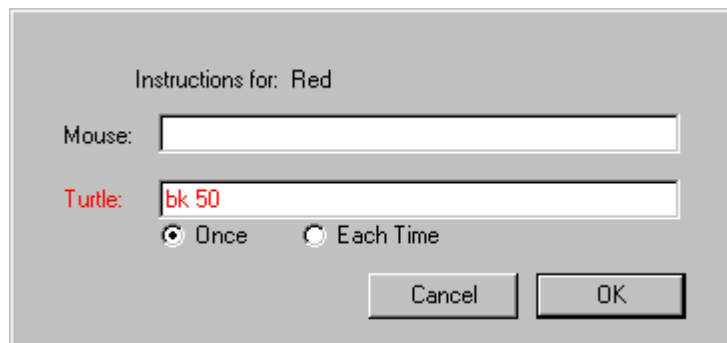 Instructions for: Red
Mouse:
Turtle: bk 50
Once Each Time
Cancel OK